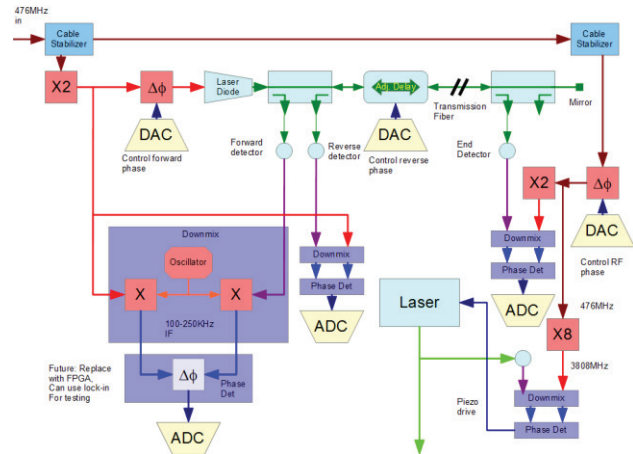 476MHz
in
Cable
Stabilizer
Cable
Stabilizer
X2
Δϕ
Laser
Diode
Adj. Delay
Transmission
Fiber
Mirror
DAC
Control forward
phase
Forward
detector
Reverse
detector
DAC
Control reverse
phase
End
Detector
X2
Δϕ
DAC
Control RF
phase
Downmix
Oscillator
X
X
100-250KHz
IF
Downmix
Phase Det
ADC
Downmix
Phase Det
ADC
Laser
476MHz
X8
3808MHz
Future: Replace
with FPGA,
Can use lock-in
For testing
Δϕ
Phase
Det
ADC
Piezo
drive
Downmix
Phase Det